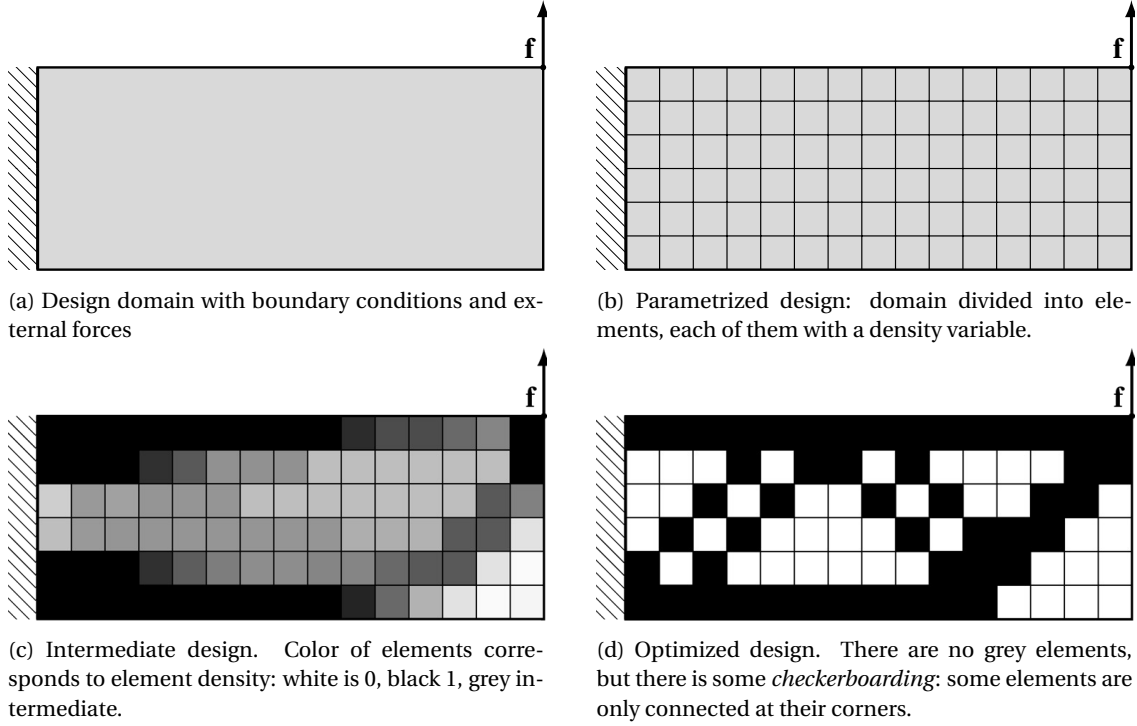 f
f
(a) Design domain with boundary conditions and ex-
ternal forces
(b) Parametrized design: domain divided into ele-
ments, each of them with a density variable.
f
f
(c) Intermediate design. Color of elements corre-
sponds to element density: white is 0, black 1, grey in-
termediate.
(d) Optimized design. There are no grey elements,
but there is some checkerboarding: some elements are
only connected at their corners.